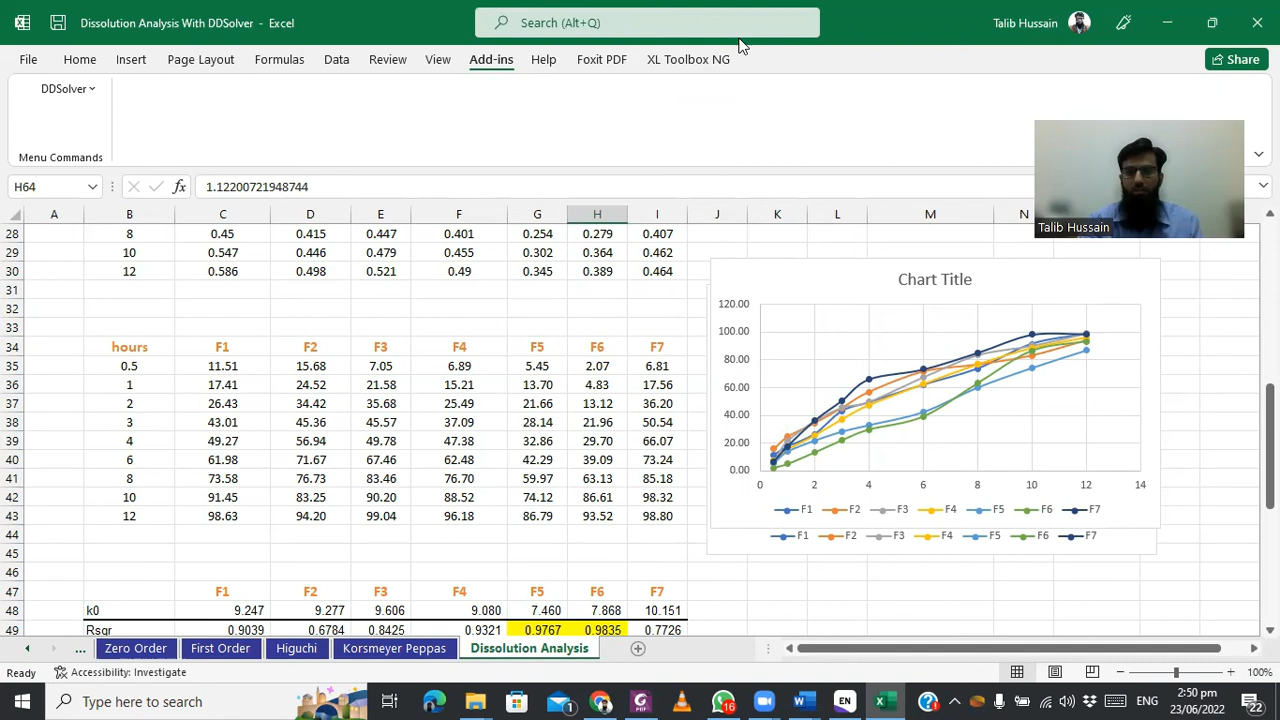 Dissolution Analysis With DDSolver - Excel
Search (Alt+Q)
Talib Hussain
File Home Insert Page Layout Formulas Data Review View Add-ins Help Foxit PDF XL Toolbox NG
Share
DDSolver
Menu Commands
Talib Hussain
H64 fx 1.12200721948744
A B C D E F G H I J K L M N
28 8 0.45 0.415 0.447 0.401 0.254 0.279 0.407
29 10 0.547 0.446 0.479 0.455 0.302 0.364 0.462
30 12 0.586 0.498 0.521 0.49 0.345 0.389 0.464
31
32
33
34 hours F1 F2 F3 F4 F5 F6 F7
35 0.5 11.51 15.68 7.05 6.89 5.45 2.07 6.81
36 1 17.41 24.52 21.58 15.21 13.70 4.83 17.56
37 2 26.43 34.42 35.68 25.49 21.66 13.12 36.20
38 3 43.01 45.36 45.57 37.09 28.14 21.96 50.54
39 4 49.27 56.94 49.78 47.38 32.88 29.70 66.07
40 6 61.98 71.67 67.46 62.48 42.29 39.09 73.24
41 8 73.58 76.73 83.46 76.70 59.97 63.13 85.18
42 10 91.45 83.25 90.20 88.52 74.12 86.61 98.32
43 12 98.63 94.20 99.04 96.18 86.79 93.52 98.80
44
45
46
47 F1 F2 F3 F4 F5 F6 F7
48 k0 9.247 9.277 9.606 9.080 7.460 7.868 10.151
49 Rsqr 0.9039 0.6784 0.8425 0.9321 0.9767 0.9835 0.7726
Chart Title
120.00
100.00
80.00
60.00
40.00
20.00
0.00
0 2 4 6 8 10 12 14
F1 F2 F3 F4 F5 F6 F7
F1 F2 F3 F4 F5 F6 F7
... Zero Order First Order Higuchi Korsmeyer Peppas Dissolution Analysis
Ready Accessibility: Investigate
100%
Type here to search
1
16
EN
ENG
2:50 pm
23/06/2022
22